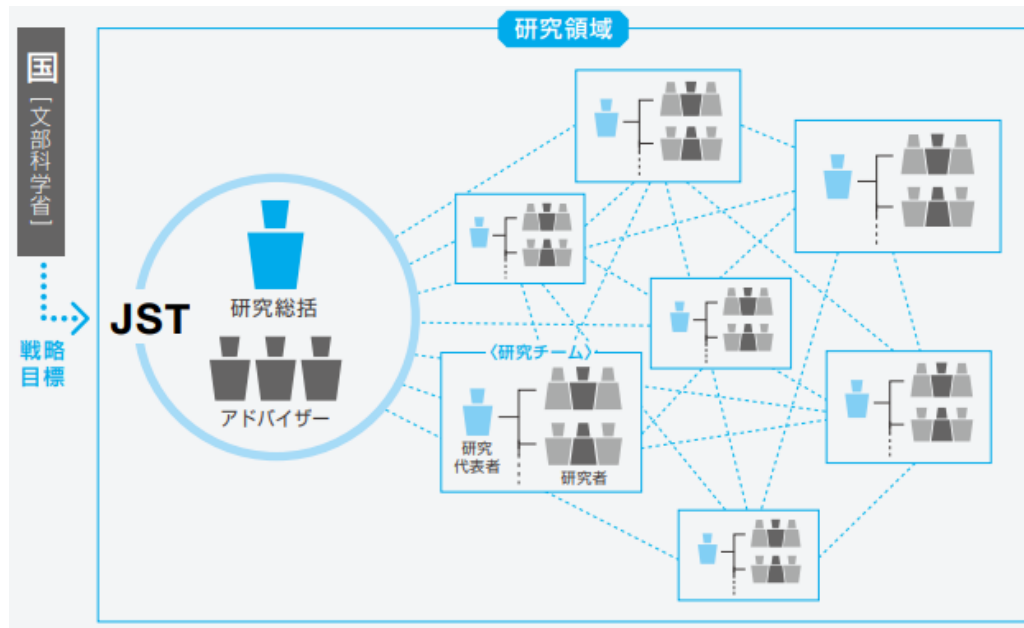 研究領域
国
[文部科学省]
戦略
目標
JST
研究総括
アドバイザー
〈研究チーム〉
研究
代表者
研究者